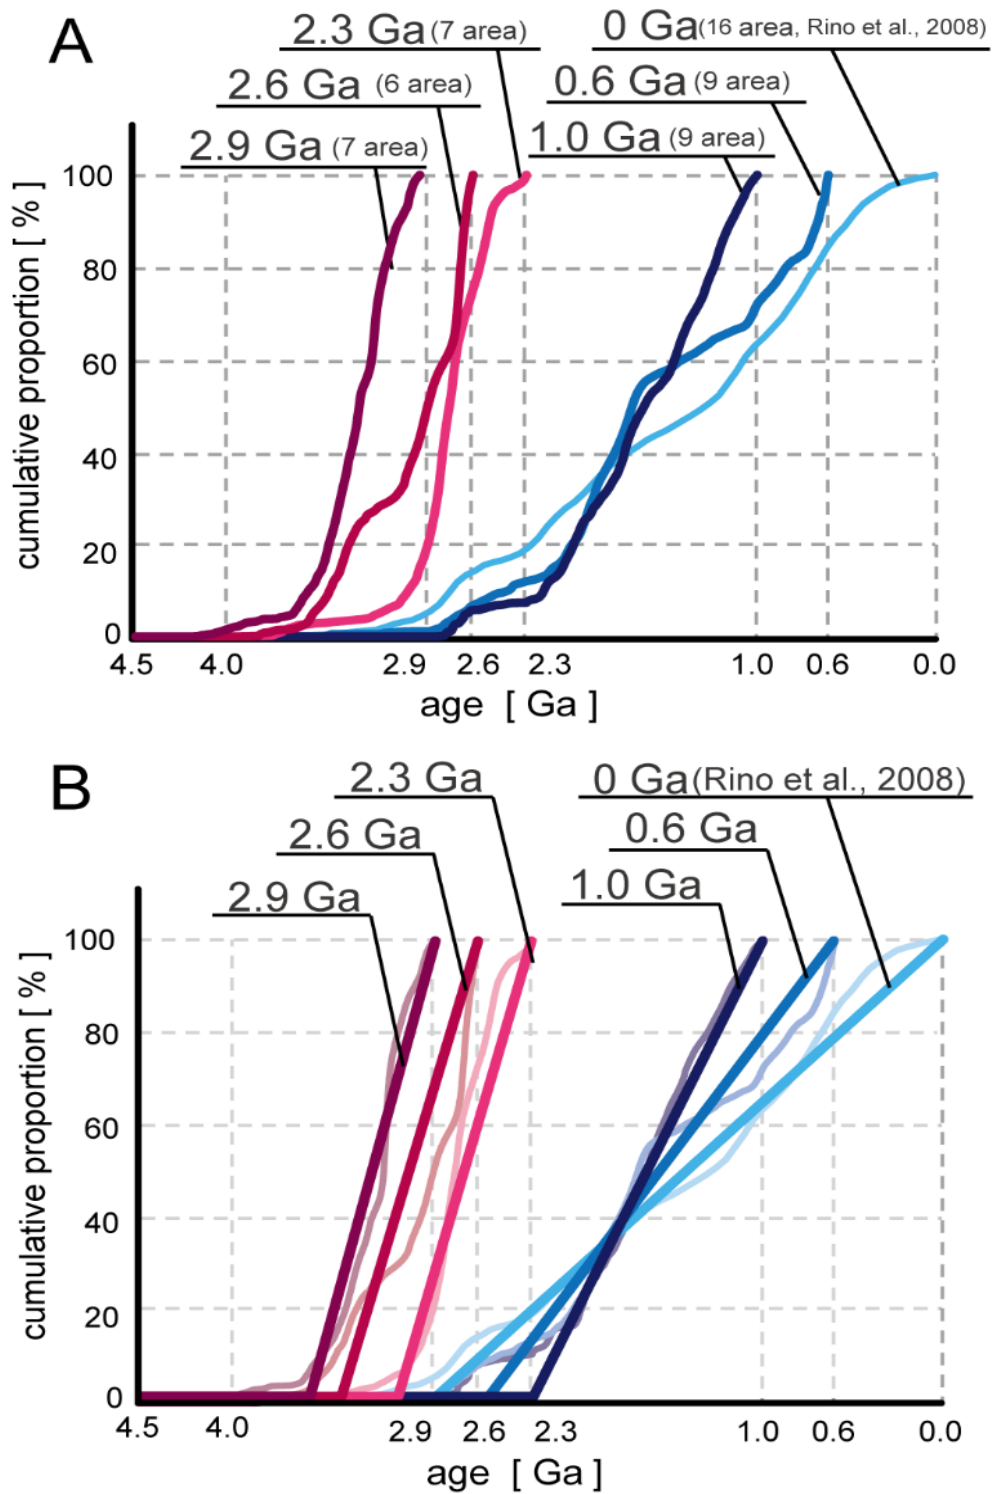 A
2.3 Ga (7 area)
0 Ga (16 area, Rino et al., 2008)
2.6 Ga (6 area)
0.6 Ga (9 area)
2.9 Ga (7 area)
1.0 Ga (9 area)
100
80
60
40
20
0
cumulative proportion [ % ]
4.5 4.0 2.9 2.6 2.3 1.0 0.6 0.0
age [ Ga ]
B
2.3 Ga
0 Ga (Rino et al., 2008)
2.6 Ga
0.6 Ga
2.9 Ga
1.0 Ga
100
80
60
40
20
0
cumulative proportion [ % ]
4.5 4.0 2.9 2.6 2.3 1.0 0.6 0.0
age [ Ga ]